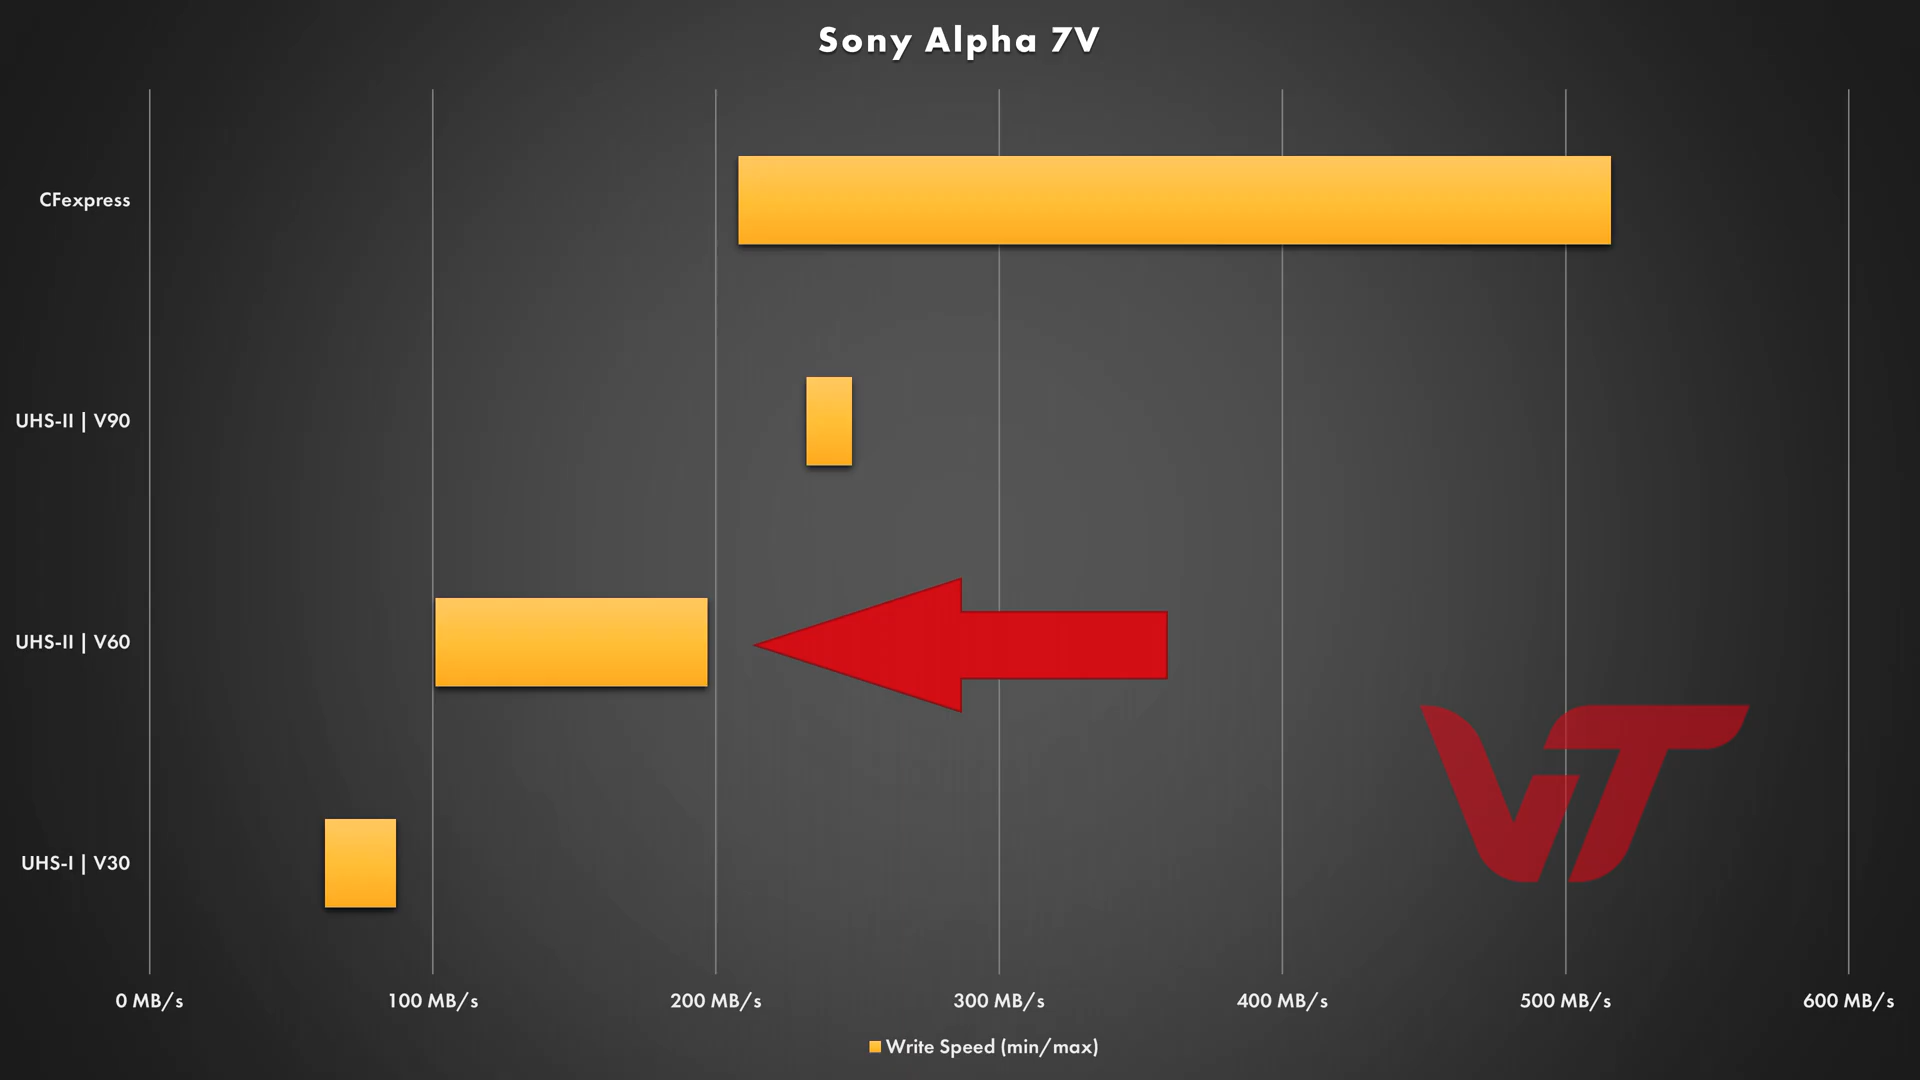 Sony Alpha 7V
CFexpress
UHS-II | V90
UHS-II | V60
UHS-I | V30
0 MB/s
100 MB/s
200 MB/s
300 MB/s
400 MB/s
500 MB/s
600 MB/s
Write Speed (min/max)
VT